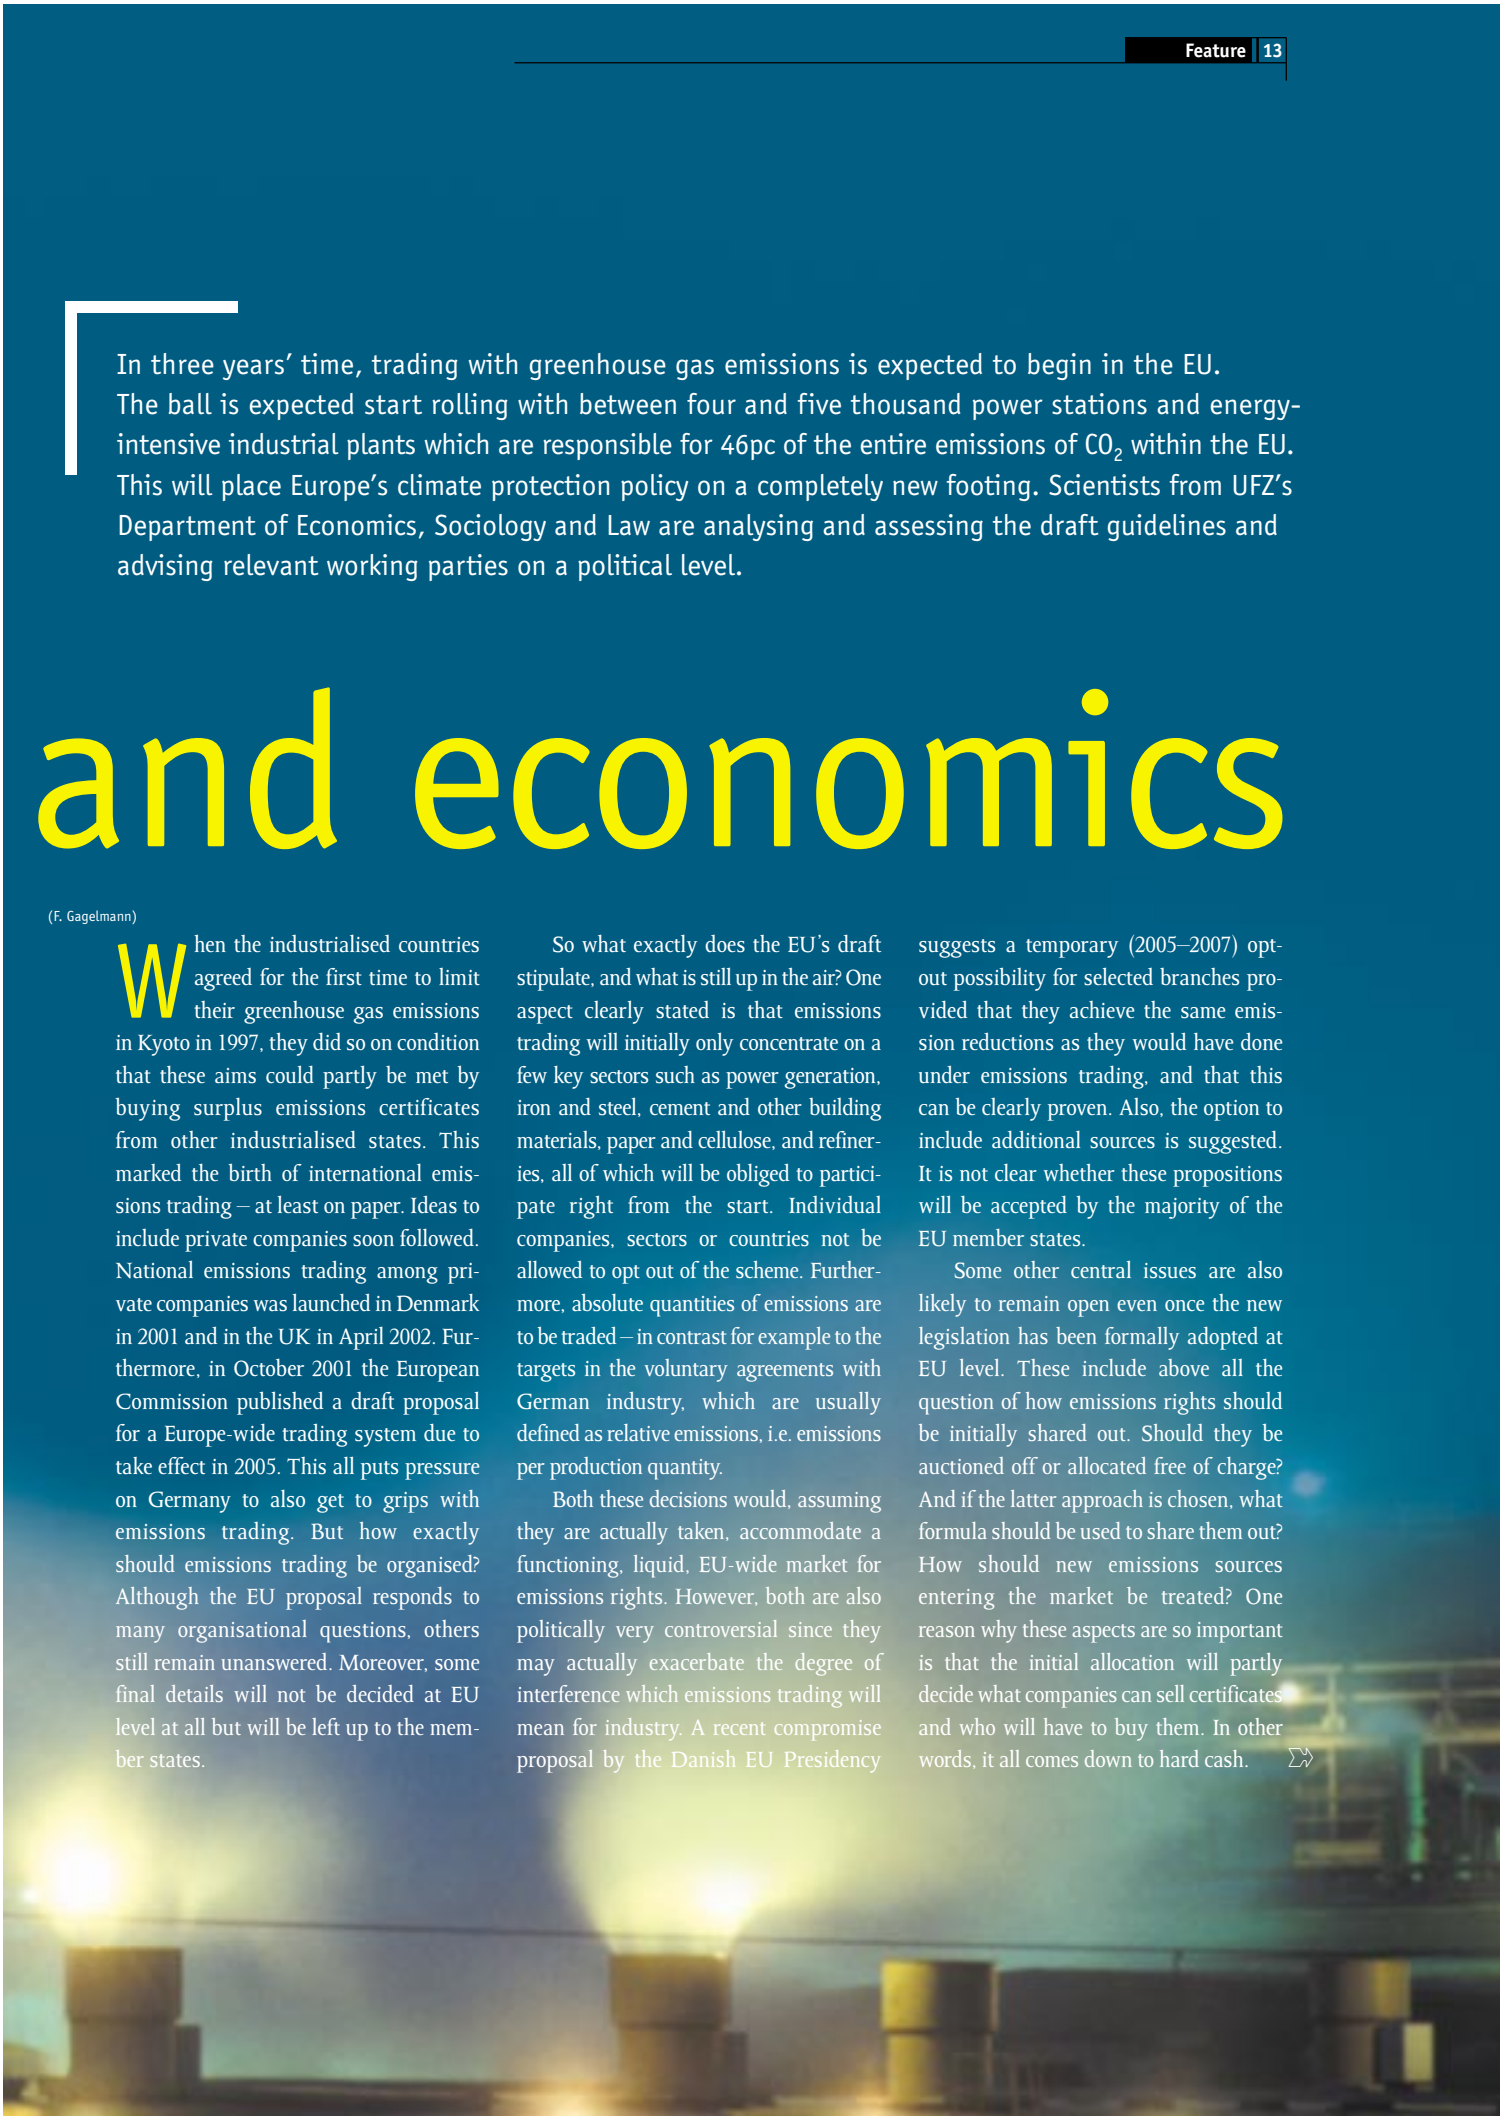 Feature 13
In three years’ time, trading with greenhouse gas emissions is expected to begin in the EU.
The ball is expected start rolling with between four and five thousand power stations and energy-
intensive industrial plants which are responsible for 46pc of the entire emissions of CO₂ within the EU.
This will place Europe’s climate protection policy on a completely new footing. Scientists from UFZ’s
Department of Economics, Sociology and Law are analysing and assessing the draft guidelines and
advising relevant working parties on a political level.
and economics
(F. Gagelmann)
When the industrialised countries
agreed for the first time to limit
their greenhouse gas emissions
in Kyoto in 1997, they did so on condition
that these aims could partly be met by
buying surplus emissions certificates
from other industrialised states. This
marked the birth of international emis-
sions trading – at least on paper. Ideas to
include private companies soon followed.
National emissions trading among pri-
vate companies was launched in Denmark
in 2001 and in the UK in April 2002. Fur-
thermore, in October 2001 the European
Commission published a draft proposal
for a Europe-wide trading system due to
take effect in 2005. This all puts pressure
on Germany to also get to grips with
emissions trading. But how exactly
should emissions trading be organised?
Although the EU proposal responds to
many organisational questions, others
still remain unanswered. Moreover, some
final details will not be decided at EU
level at all but will be left up to the mem-
ber states.
So what exactly does the EU’s draft
stipulate, and what is still up in the air? One
aspect clearly stated is that emissions
trading will initially only concentrate on a
few key sectors such as power generation,
iron and steel, cement and other building
materials, paper and cellulose, and refiner-
ies, all of which will be obliged to partici-
pate right from the start. Individual
companies, sectors or countries not be
allowed to opt out of the scheme. Further-
more, absolute quantities of emissions are
to be traded – in contrast for example to the
targets in the voluntary agreements with
German industry, which are usually
defined as relative emissions, i.e. emissions
per production quantity.
Both these decisions would, assuming
they are actually taken, accommodate a
functioning, liquid, EU-wide market for
emissions rights. However, both are also
politically very controversial since they
may actually exacerbate the degree of
interference which emissions trading will
mean for industry. A recent compromise
proposal by the Danish EU Presidency
suggests a temporary (2005–2007) opt-
out possibility for selected branches pro-
vided that they achieve the same emis-
sion reductions as they would have done
under emissions trading, and that this
can be clearly proven. Also, the option to
include additional sources is suggested.
It is not clear whether these propositions
will be accepted by the majority of the
EU member states.
Some other central issues are also
likely to remain open even once the new
legislation has been formally adopted at
EU level. These include above all the
question of how emissions rights should
be initially shared out. Should they be
auctioned off or allocated free of charge?
And if the latter approach is chosen, what
formula should be used to share them out?
How should new emissions sources
entering the market be treated? One
reason why these aspects are so important
is that the initial allocation will partly
decide what companies can sell certificates
and who will have to buy them. In other
words, it all comes down to hard cash.